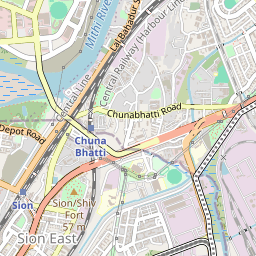 Mithi River
Lal Bahadur S
Central Railway (Harbour Line
Central Line
Chunabhatti Road
Depot Road
Chuna
Bhatti
Sion
Sion/Shiv
Fort
57 m
Sion East